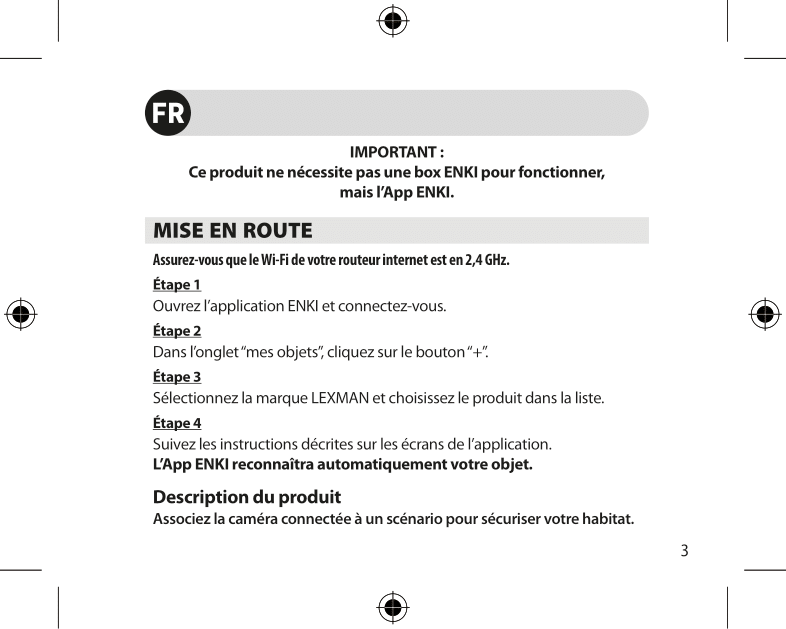 FR
IMPORTANT :
Ce produit ne nécessite pas une box ENKI pour fonctionner,
mais l’App ENKI.
MISE EN ROUTE
Assurez-vous que le Wi-Fi de votre routeur internet est en 2,4 GHz.
Étape 1
Ouvrez l’application ENKI et connectez-vous.
Étape 2
Dans l’onglet “mes objets”, cliquez sur le bouton “+”.
Étape 3
Sélectionnez la marque LEXMAN et choisissez le produit dans la liste.
Étape 4
Suivez les instructions décrites sur les écrans de l’application.
L’App ENKI reconnaîtra automatiquement votre objet.
Description du produit
Associez la caméra connectée à un scénario pour sécuriser votre habitat.
3